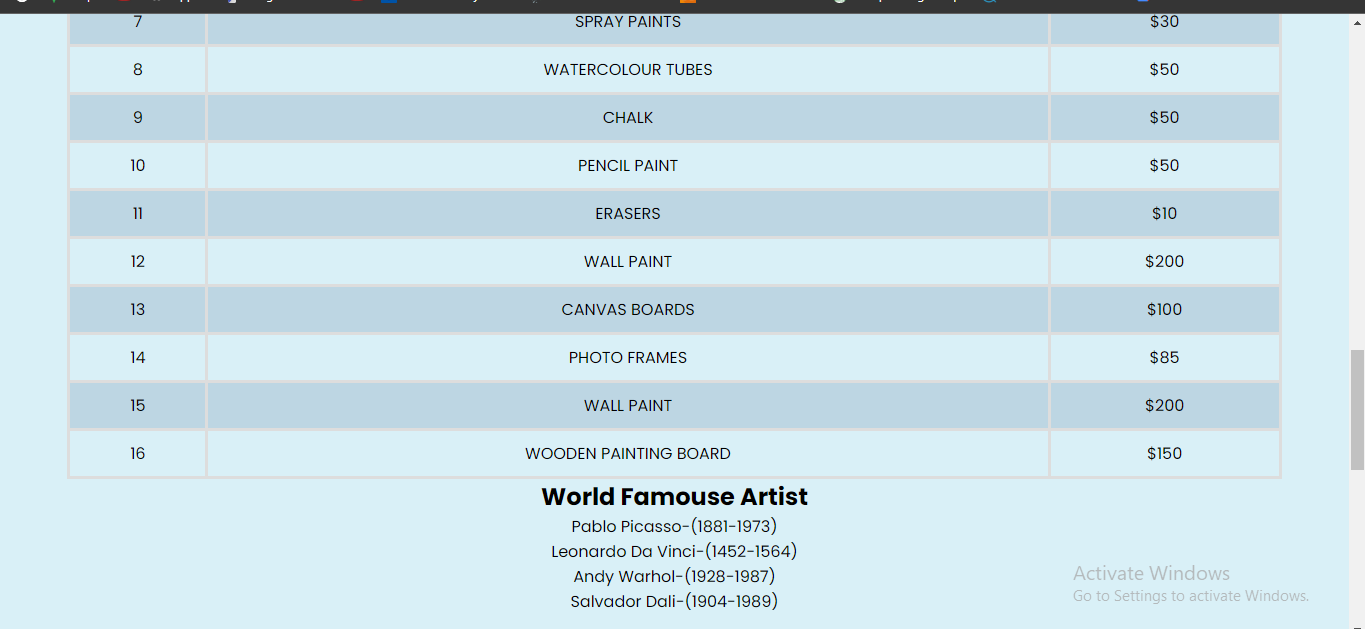 7 SPRAY PAINTS $30
8 WATERCOLOUR TUBES $50
9 CHALK $50
10 PENCIL PAINT $50
11 ERASERS $10
12 WALL PAINT $200
13 CANVAS BOARDS $100
14 PHOTO FRAMES $85
15 WALL PAINT $200
16 WOODEN PAINTING BOARD $150
World Famouse Artist
Pablo Picasso-(1881-1973)
Leonardo Da Vinci-(1452-1564)
Andy Warhol-(1928-1987)
Salvador Dali-(1904-1989)
Activate Windows
Go to Settings to activate Windows.